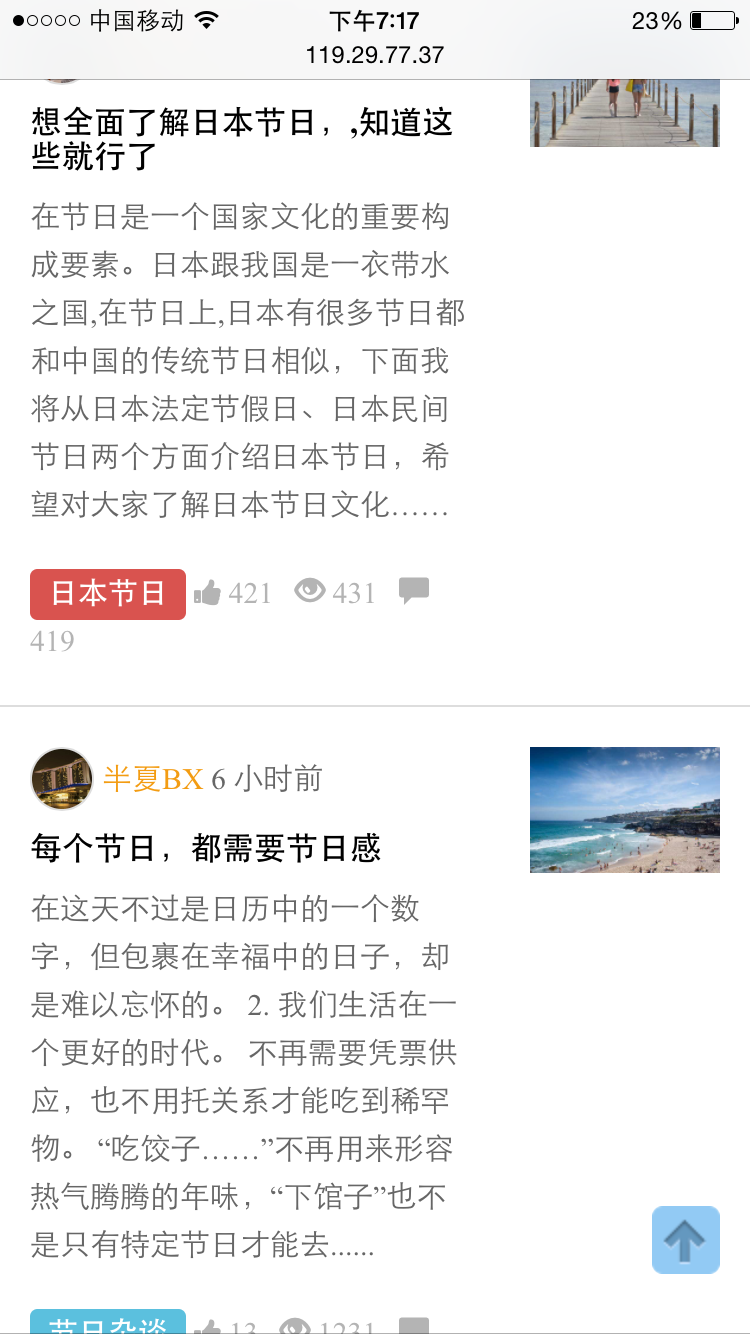 中国移动 下午7:17 23%
119.29.77.37
想全面了解日本节日，,知道这
些就行了
在节日是一个国家文化的重要构
成要素。日本跟我国是一衣带水
之国,在节日上,日本有很多节日都
和中国的传统节日相似，下面我
将从日本法定节假日、日本民间
节日两个方面介绍日本节日，希
望对大家了解日本节日文化……
日本节日 421 431
419
半夏BX 6 小时前
每个节日，都需要节日感
在这天不过是日历中的一个数
字，但包裹在幸福中的日子，却
是难以忘怀的。 2. 我们生活在一
个更好的时代。 不再需要凭票供
应，也不用托关系才能吃到稀罕
物。 “吃饺子……”不再用来形容
热气腾腾的年味，“下馆子”也不
是只有特定节日才能去......
节日杂谈 13 1231